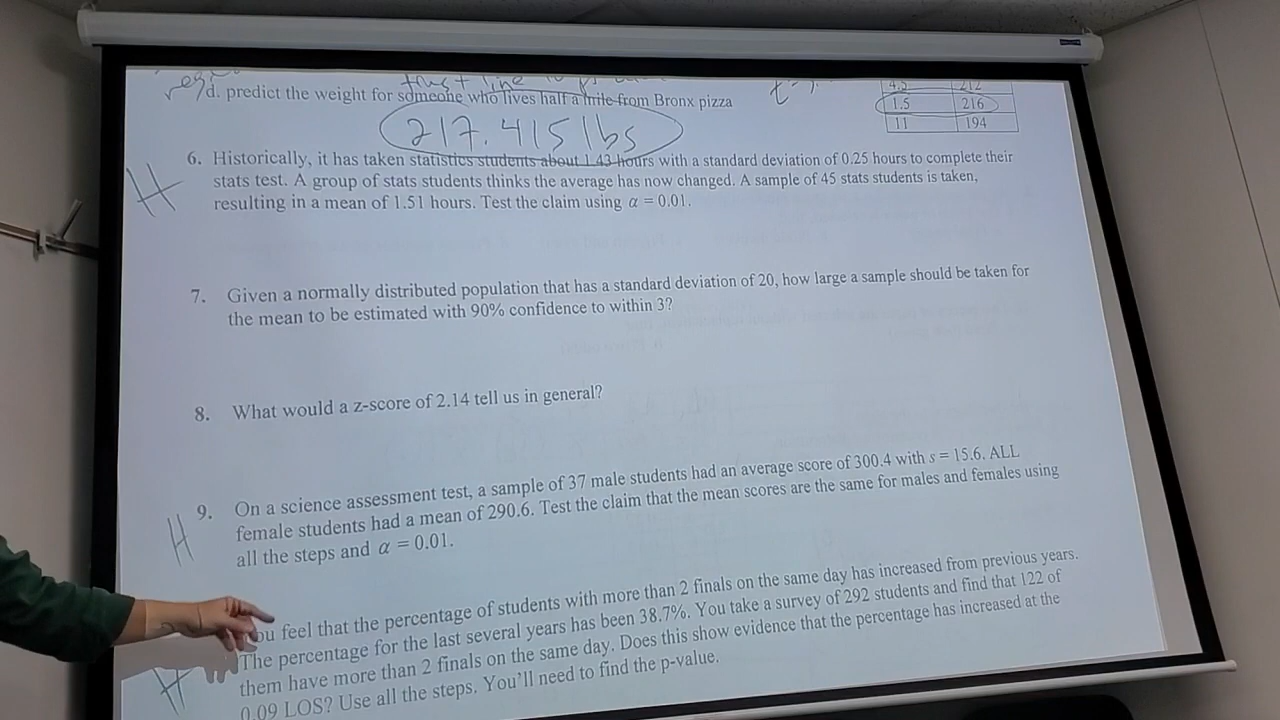 d. predict the weight for someone who lives half a mile from Bronx pizza
217.415 lbs
4.5 212
1.5 216
11 194
H
6. Historically, it has taken statistics students about 1.43 hours with a standard deviation of 0.25 hours to complete their
stats test. A group of stats students thinks the average has now changed. A sample of 45 stats students is taken,
resulting in a mean of 1.51 hours. Test the claim using α = 0.01.
7. Given a normally distributed population that has a standard deviation of 20, how large a sample should be taken for
the mean to be estimated with 90% confidence to within 3?
8. What would a z-score of 2.14 tell us in general?
H
9. On a science assessment test, a sample of 37 male students had an average score of 300.4 with s = 15.6. ALL
female students had a mean of 290.6. Test the claim that the mean scores are the same for males and females using
all the steps and α = 0.01.
H
ou feel that the percentage of students with more than 2 finals on the same day has increased from previous years.
The percentage for the last several years has been 38.7%. You take a survey of 292 students and find that 122 of
them have more than 2 finals on the same day. Does this show evidence that the percentage has increased at the
0.09 LOS? Use all the steps. You'll need to find the p-value.